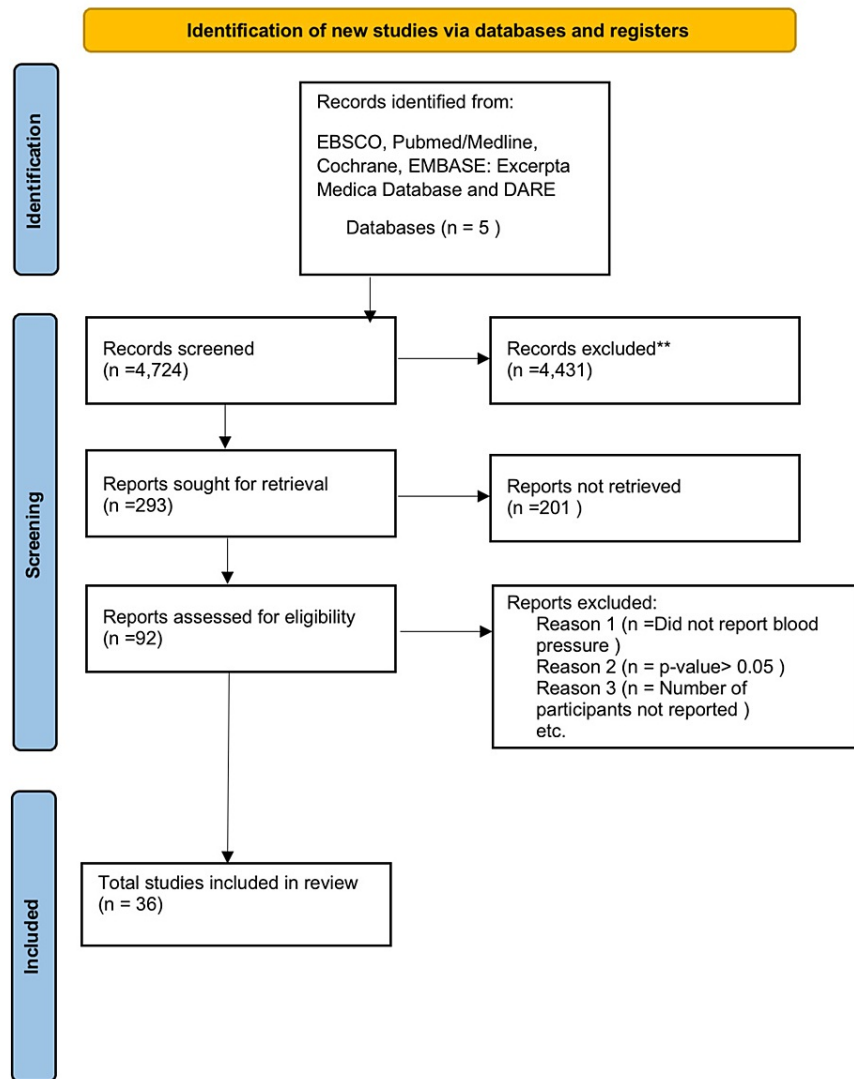 Identification of new studies via databases and registers
Identification
Records identified from:
EBSCO, Pubmed/Medline,
Cochrane, EMBASE: Excerpta
Medica Database and DARE
Databases (n = 5 )
Screening
Records screened
(n =4,724)
Records excluded**
(n =4,431)
Reports sought for retrieval
(n =293)
Reports not retrieved
(n =201 )
Reports assessed for eligibility
(n =92)
Reports excluded:
Reason 1 (n =Did not report blood
pressure )
Reason 2 (n = p-value> 0.05 )
Reason 3 (n = Number of
participants not reported )
etc.
Included
Total studies included in review
(n = 36)